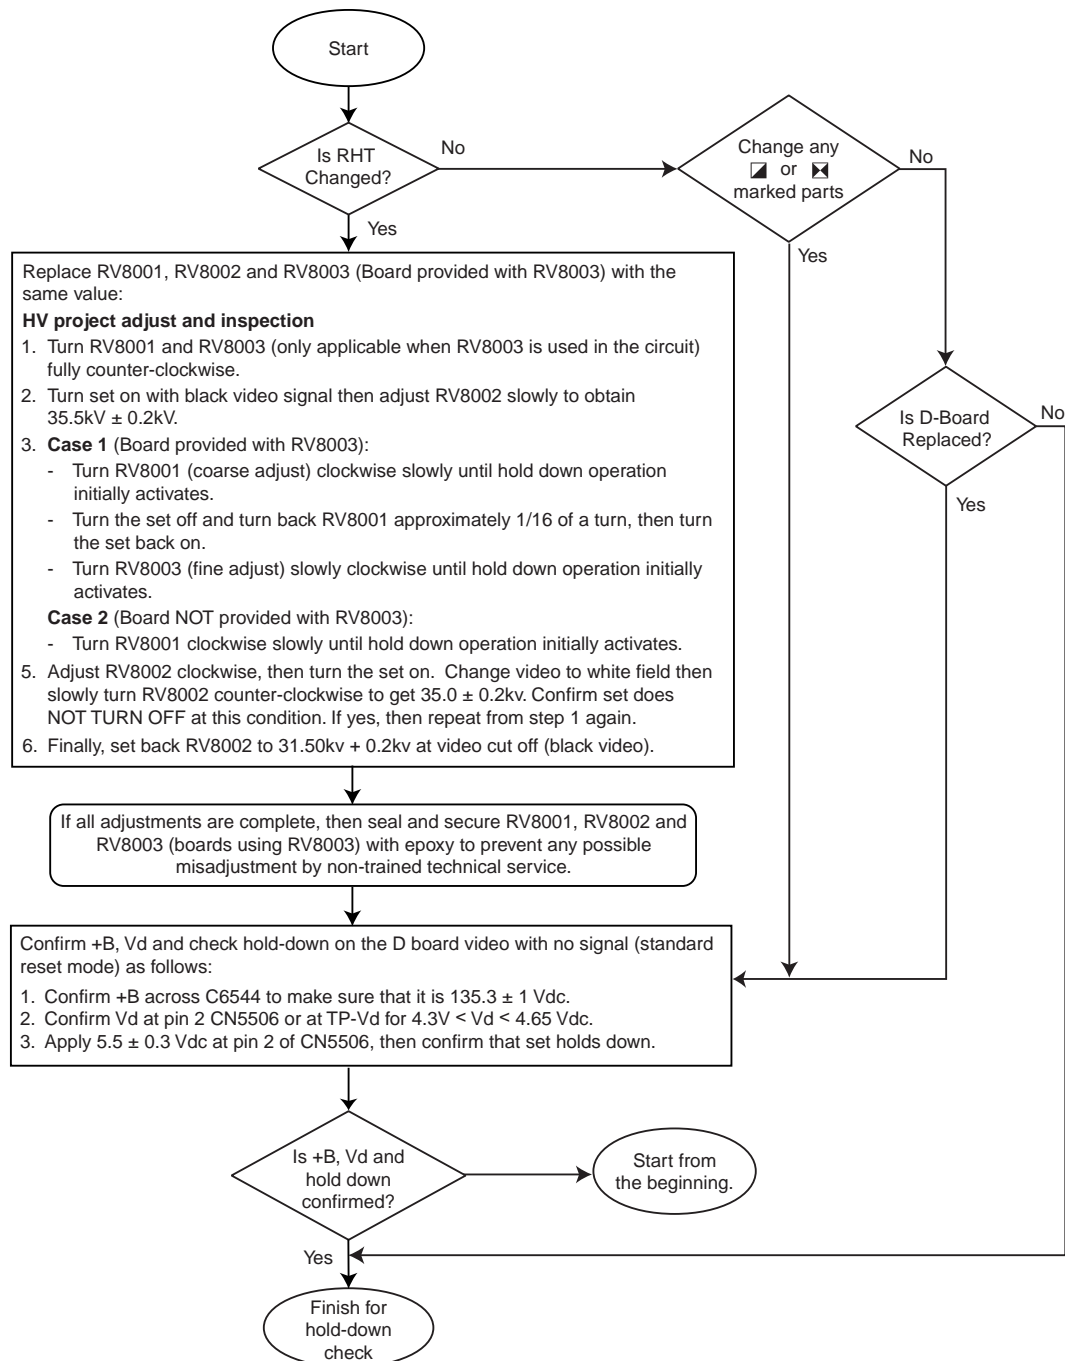 Start
Is RHT
Changed?
No
Yes
Change any
or
marked parts
No
Yes
Replace RV8001, RV8002 and RV8003 (Board provided with RV8003) with the
same value:
HV project adjust and inspection
1. Turn RV8001 and RV8003 (only applicable when RV8003 is used in the circuit)
fully counter-clockwise.
2. Turn set on with black video signal then adjust RV8002 slowly to obtain
35.5kV ± 0.2kV.
3. Case 1 (Board provided with RV8003):
- Turn RV8001 (coarse adjust) clockwise slowly until hold down operation
initially activates.
- Turn the set off and turn back RV8001 approximately 1/16 of a turn, then turn
the set back on.
- Turn RV8003 (fine adjust) slowly clockwise until hold down operation initially
activates.
Case 2 (Board NOT provided with RV8003):
- Turn RV8001 clockwise slowly until hold down operation initially activates.
5. Adjust RV8002 clockwise, then turn the set on. Change video to white field then
slowly turn RV8002 counter-clockwise to get 35.0 ± 0.2kv. Confirm set does
NOT TURN OFF at this condition. If yes, then repeat from step 1 again.
6. Finally, set back RV8002 to 31.50kv + 0.2kv at video cut off (black video).
Is D-Board
Replaced?
No
Yes
If all adjustments are complete, then seal and secure RV8001, RV8002 and
RV8003 (boards using RV8003) with epoxy to prevent any possible
misadjustment by non-trained technical service.
Confirm +B, Vd and check hold-down on the D board video with no signal (standard
reset mode) as follows:
1. Confirm +B across C6544 to make sure that it is 135.3 ± 1 Vdc.
2. Confirm Vd at pin 2 CN5506 or at TP-Vd for 4.3V < Vd < 4.65 Vdc.
3. Apply 5.5 ± 0.3 Vdc at pin 2 of CN5506, then confirm that set holds down.
Is +B, Vd and
hold down
confirmed?
Start from
the beginning.
Yes
Finish for
hold-down
check